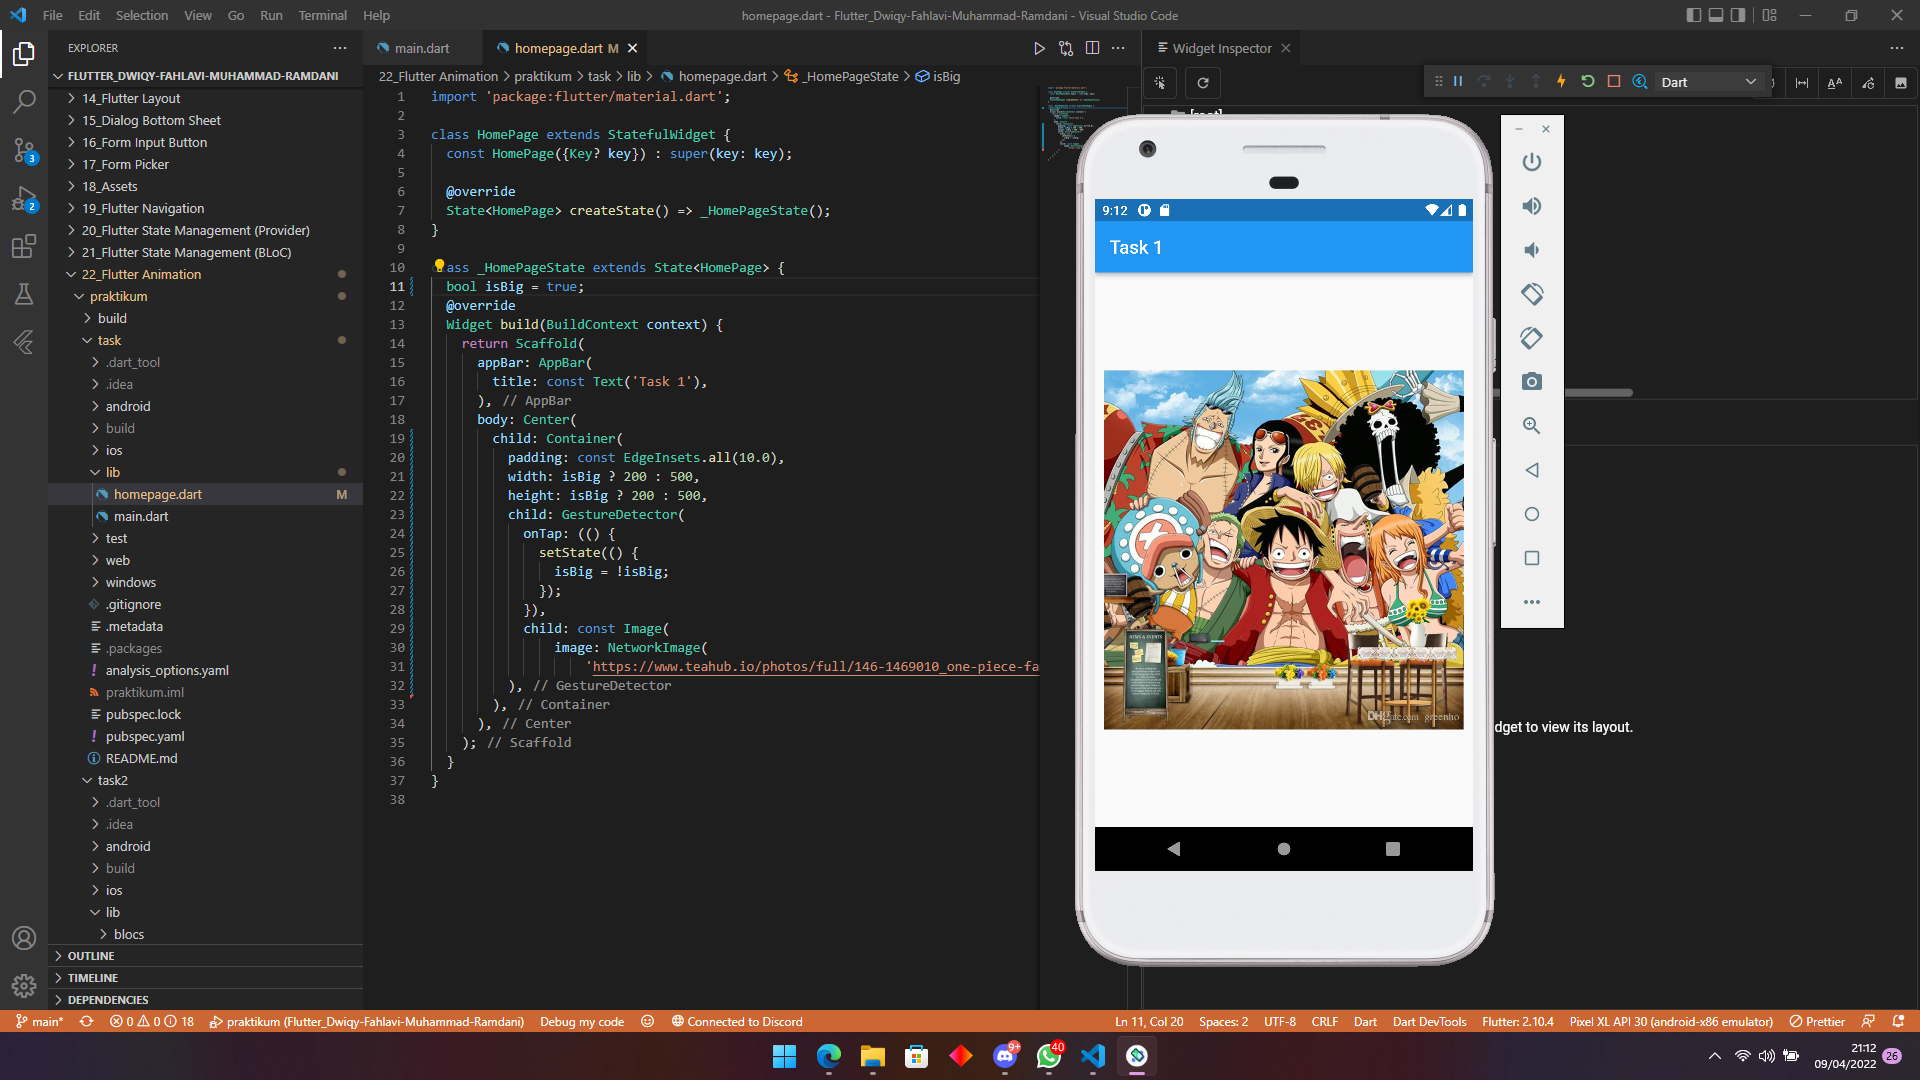 File Edit Selection View Go Run Terminal Help
homepage.dart - Flutter_Dwiqy-Fahlavi-Muhammad-Ramdani - Visual Studio Code
EXPLORER
FLUTTER_DWIQY-FAHLAVI-MUHAMMAD-RAMDANI
14_Flutter Layout
15_Dialog Bottom Sheet
16_Form Input Button
17_Form Picker
18_Assets
19_Flutter Navigation
20_Flutter State Management (Provider)
21_Flutter State Management (BLoC)
22_Flutter Animation
praktikum
build
task
.dart_tool
.idea
android
build
ios
lib
homepage.dart M
main.dart
test
web
windows
.gitignore
.metadata
.packages
analysis_options.yaml
praktikum.iml
pubspec.lock
pubspec.yaml
README.md
task2
.dart_tool
.idea
android
build
ios
lib
blocs
OUTLINE
TIMELINE
DEPENDENCIES
3
2
main.dart homepage.dart M
22_Flutter Animation > praktikum > task > lib > homepage.dart > _HomePageState > isBig
1 import 'package:flutter/material.dart';
2
3 class HomePage extends StatefulWidget {
4 const HomePage({Key? key}) : super(key: key);
5
6 @override
7 State<HomePage> createState() => _HomePageState();
8 }
9
10 ass _HomePageState extends State<HomePage> {
11 bool isBig = true;
12 @override
13 Widget build(BuildContext context) {
14 return Scaffold(
15 appBar: AppBar(
16 title: const Text('Task 1'),
17 ), // AppBar
18 body: Center(
19 child: Container(
20 padding: const EdgeInsets.all(10.0),
21 width: isBig ? 200 : 500,
22 height: isBig ? 200 : 500,
23 child: GestureDetector(
24 onTap: (() {
25 setState(() {
26 isBig = !isBig;
27 });
28 }),
29 child: const Image(
30 image: NetworkImage(
31 'https://www.teahub.io/photos/full/146-1469010_one-piece-fa
32 ), // GestureDetector
33 ), // Container
34 ), // Center
35 ); // Scaffold
36 }
37 }
38
Widget Inspector
Dart
[root]
9:12
Task 1
NEWS & EVENTS
DHgate.com greenho
dget to view its layout.
main* 0 0 18 praktikum (Flutter_Dwiqy-Fahlavi-Muhammad-Ramdani) Debug my code Connected to Discord
Ln 11, Col 20 Spaces: 2 UTF-8 CRLF Dart Dart DevTools Flutter: 2.10.4 Pixel XL API 30 (android-x86 emulator) Prettier
9+ 40
21:12
09/04/2022
26